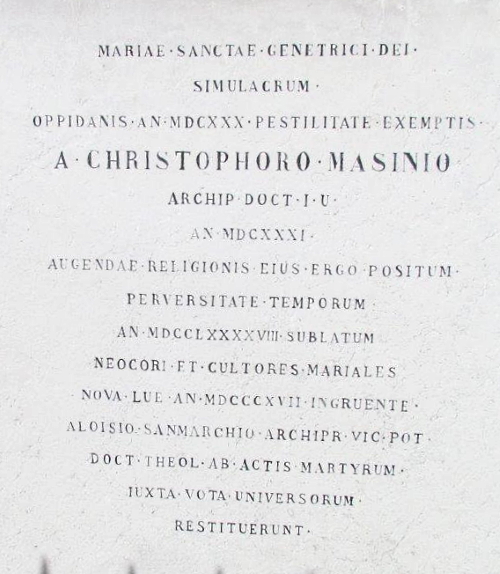 MARIAE·SANCTAE·GENETRICI·DEI·
SIMULACRUM·
OPPIDANIS·AN·MDCXXX·PESTILITATE·EXEMPTIS·
A·CHRISTOPHORO·MASINIO
ARCHIP·DOCT·I·U·
AN·MDCXXXI·
AUGENDAE·RELIGIONIS·EIUS·ERGO·POSITUM·
PERVERSITATE·TEMPORUM·
AN·MDCCLXXXXVIII·SUBLATUM
NEOCORI·ET·CULTORES·MARIALES
NOVA·LUE·AN·MDCCCXVII·INGRUENTE·
ALOISIO·SANMARCHIO·ARCHIPR·VIC·POT·
DOCT·THEOL·AB·ACTIS·MARTYRUM·
IUXTA·VOTA·UNIVERSORUM·
RESTITUERUNT·